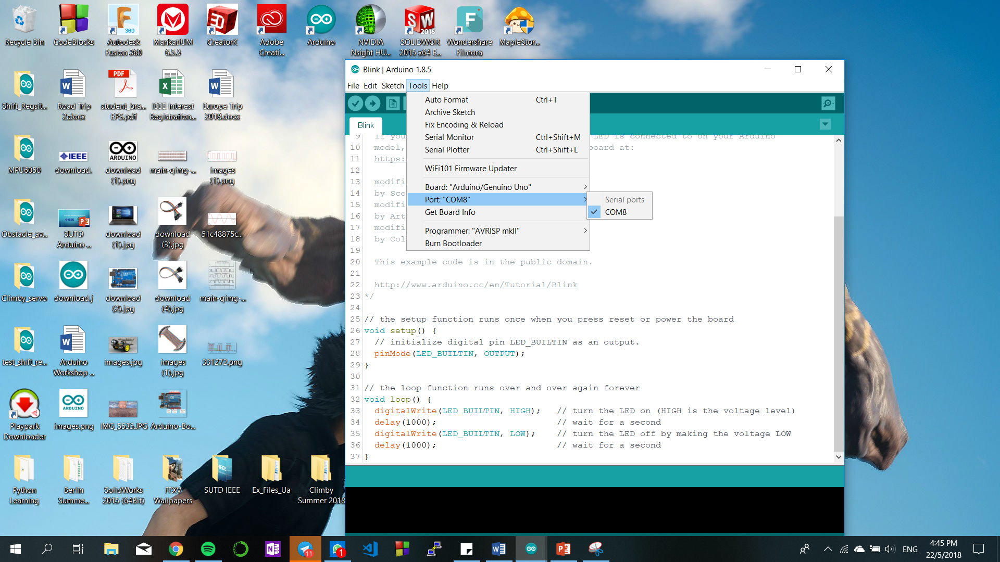 Recycle Bin
CodeBlocks
Autodesk
Fusion 360
MankatiUM
6.5.3
CreatorK
Adobe
Creati...
Arduino
NVIDIA
Nsight HU...
SOLIDWOR
2015 x64 E...
Wondershare
Filmora
MapleStor...
Shift_Regsit...
Road Trip
2.docx
student_bra...
EPS.pdf
IEEE Interest
Registration...
Europe Trip
2018.docx
MPU6050
download.
download
(1).png
main-qimg-...
images
(1).png
Obstacle_av...
SUTD
Arduino ...
download
(1).jpg
download
(3).jpg
51c48875c...
Climby_servo
download.j
download
(2).jpg
download
(4).jpg
main-qimg-...
test_shift_re...
Arduino
Workshop ...
images.jpg
images
(1).jpg
331272.png
Playpark
Downloader
images.png
IMG_5535.JPG
Arduino-Bo...
Python
Learning
Berlin
Summe...
SolidWorks
2015 (64Bit)
FFXV
Wallpapers
SUTD IEEE
Ex_Files_Ua
Climby
Summer 2018
Blink | Arduino 1.8.5
File Edit Sketch Tools Help
Auto Format Ctrl+T
Archive Sketch
Fix Encoding & Reload
Serial Monitor Ctrl+Shift+M
Serial Plotter Ctrl+Shift+L
WiFi101 Firmware Updater
Board: "Arduino/Genuino Uno"
Port: "COM8"
Get Board Info
Programmer: "AVRISP mkII"
Burn Bootloader
Serial ports
COM8
Blink
9 If you LED is connected to on your Arduino
10 model, board at:
11 https:
12
13 modifi
14 by Sco
15 modifi
16 by Art
17 modifi
18 by Col
19
20 This example code is in the public domain.
21
22 http://www.arduino.cc/en/Tutorial/Blink
23 */
24
25 // the setup function runs once when you press reset or power the board
26 void setup() {
27 // initialize digital pin LED_BUILTIN as an output.
28 pinMode(LED_BUILTIN, OUTPUT);
29 }
30
31 // the loop function runs over and over again forever
32 void loop() {
33 digitalWrite(LED_BUILTIN, HIGH); // turn the LED on (HIGH is the voltage level)
34 delay(1000); // wait for a second
35 digitalWrite(LED_BUILTIN, LOW); // turn the LED off by making the voltage LOW
36 delay(1000); // wait for a second
37 }
11
1
ENG
4:45 PM
22/5/2018